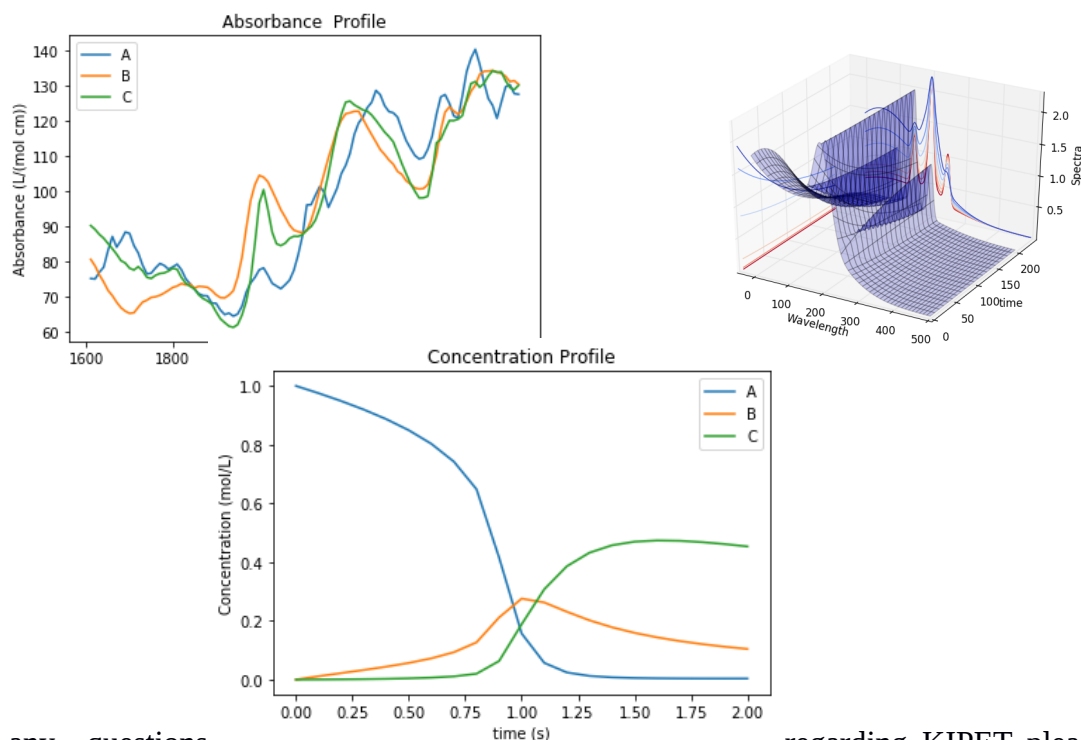 Absorbance Profile
Absorbance (L/(mol cm))
140
130
120
110
100
90
80
70
60
A
B
C
1600 1800
2.0
1.5
1.0
0.5
Spectra
0 100 200 300 400 500
Wavelength
0 50 100 150 200
time
Concentration Profile
Concentration (mol/L)
1.0
0.8
0.6
0.4
0.2
0.0
A
B
C
0.00 0.25 0.50 0.75 1.00 1.25 1.50 1.75 2.00
time (s)
any questions regarding KIPET plea